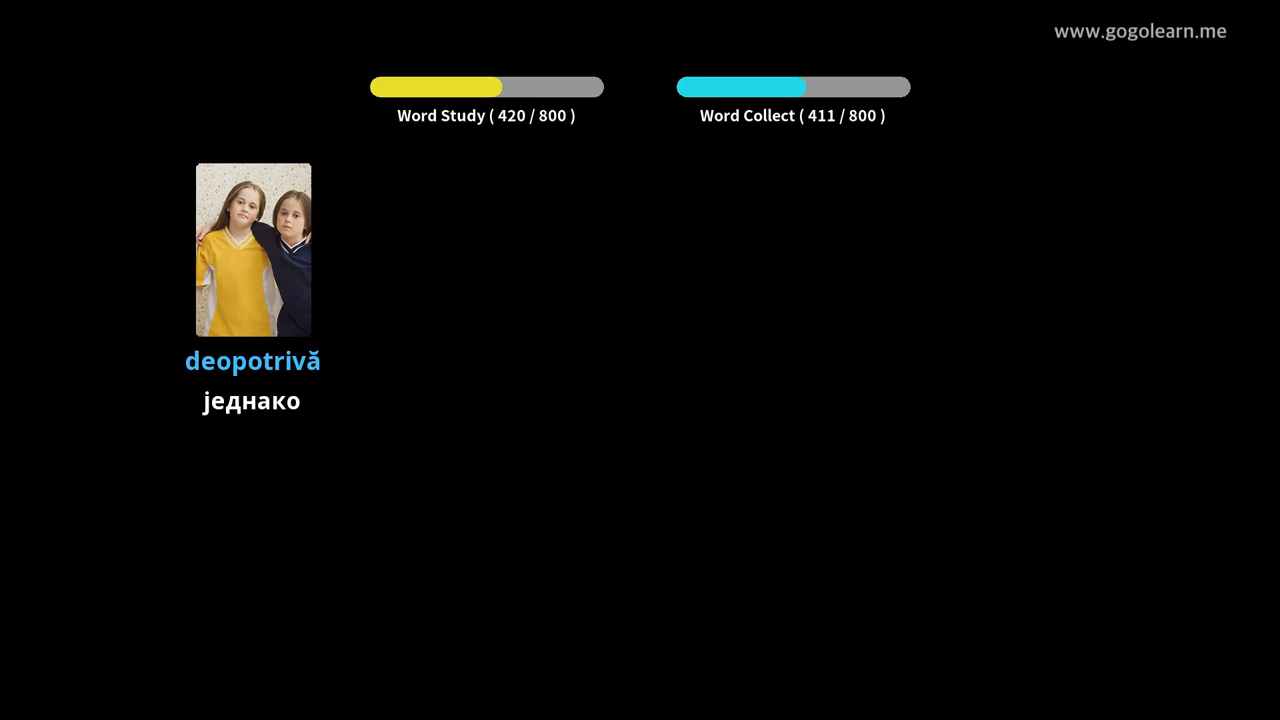 www.gogolearn.me
Word Study ( 420 / 800 )
Word Collect ( 411 / 800 )
deopotrivă
једнако